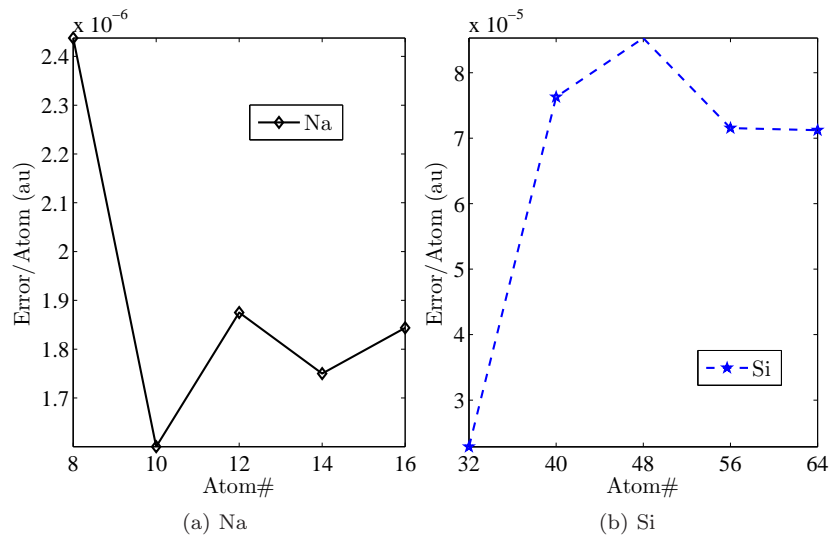 x 10⁻⁶
2.4
2.3
2.2
2.1
2
1.9
1.8
1.7
Error/Atom (au)
8 10 12 14 16
Atom#
Na
(a) Na
x 10⁻⁵
8
7
6
5
4
3
Error/Atom (au)
32 40 48 56 64
Atom#
Si
(b) Si